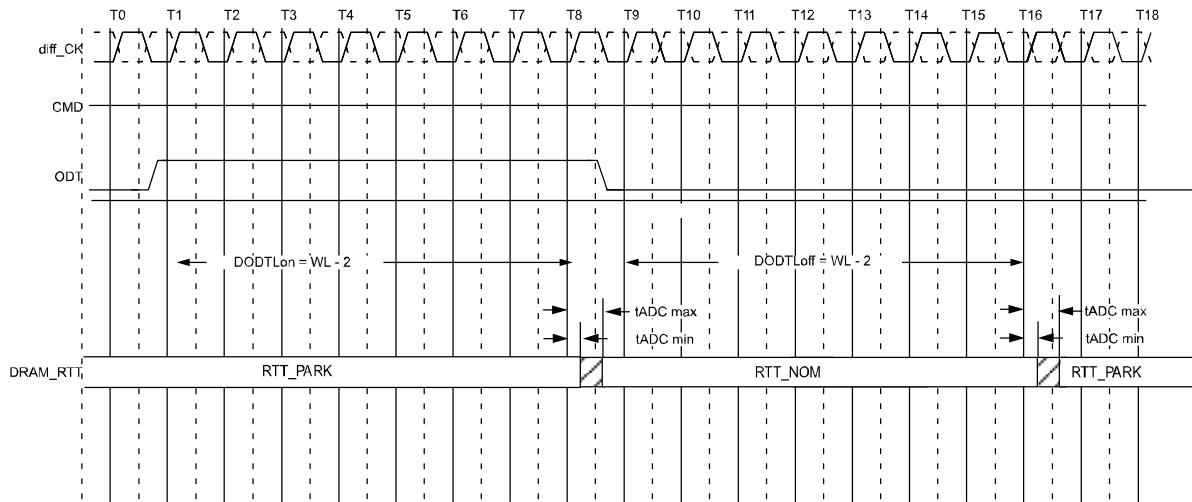 T0 T1 T2 T3 T4 T5 T6 T7 T8 T9 T10 T11 T12 T13 T14 T15 T16 T17 T18
diff_CK
CMD
ODT
DODTLon = WL - 2
DODTLoff = WL - 2
tADC max
tADC max
tADC min
tADC min
DRAM_RTT
RTT_PARK
RTT_NOM
RTT_PARK